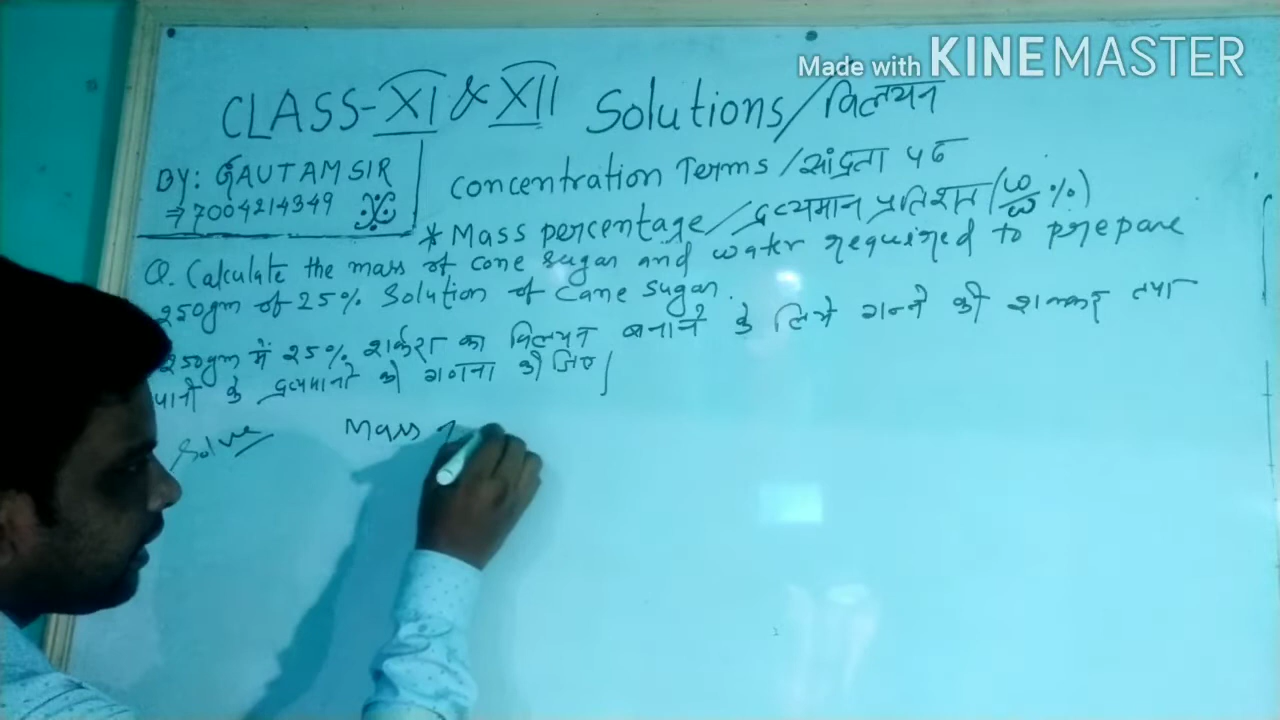 Made with KINEMASTER
CLASS-XI & XII Solutions/विलयन
BY: GAUTAM SIR
⇒7004214349
Concentration Terms/सांद्रता पद
* Mass percentage/द्रव्यमान प्रतिशत (w/w %)
Q. Calculate the mass of cane sugar and water required to prepare
250gm of 25% Solution of Cane Sugar.
250gm में 25% शर्करा का विलयन बनाने के लिये गन्ने की शक्कर तथा
पानी के द्रव्यमानों की गणना कीजिए
Solve Mass